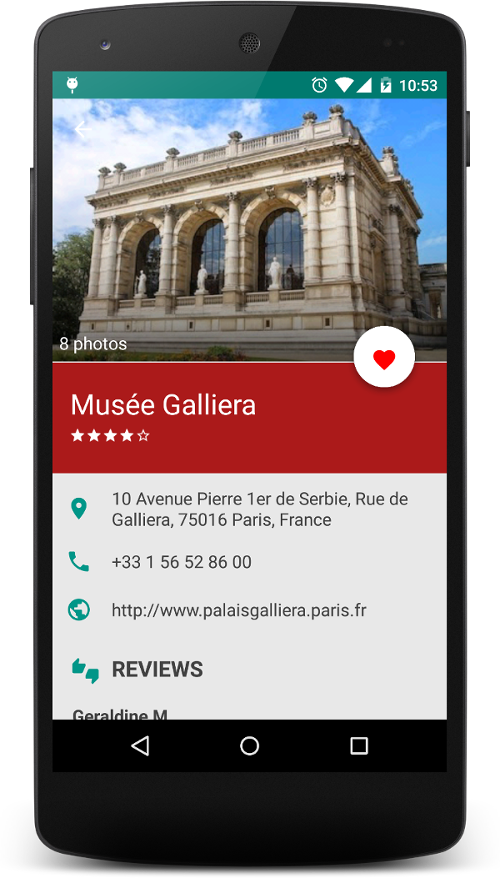 10:53
8 photos
Musée Galliera
10 Avenue Pierre 1er de Serbie, Rue de
Galliera, 75016 Paris, France
+33 1 56 52 86 00
http://www.palaisgalliera.paris.fr
REVIEWS
Geraldine M